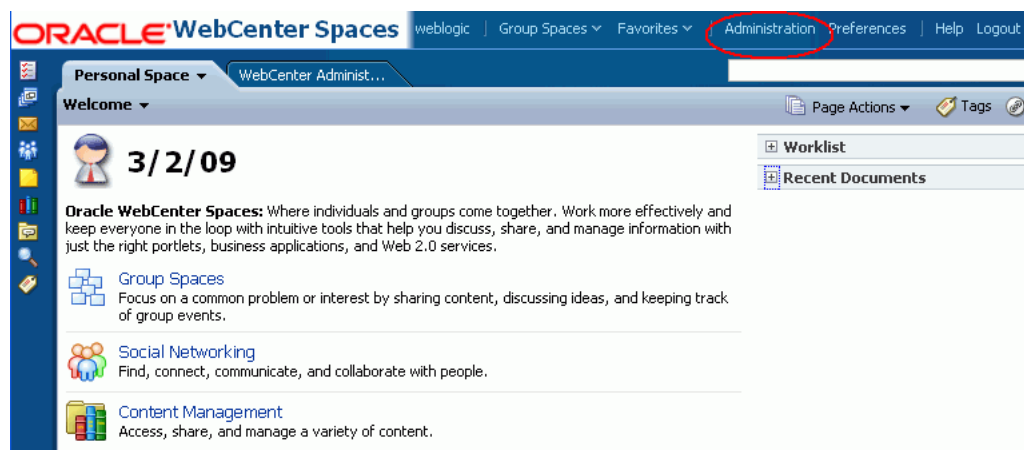 ORACLE WebCenter Spaces weblogic Group Spaces Favorites Administration Preferences Help Logout
Personal Space WebCenter Administ...
Welcome Page Actions Tags
3/2/09
Worklist
Recent Documents
Oracle WebCenter Spaces: Where individuals and groups come together. Work more effectively and
keep everyone in the loop with intuitive tools that help you discuss, share, and manage information with
just the right portlets, business applications, and Web 2.0 services.
Group Spaces
Focus on a common problem or interest by sharing content, discussing ideas, and keeping track
of group events.
Social Networking
Find, connect, communicate, and collaborate with people.
Content Management
Access, share, and manage a variety of content.